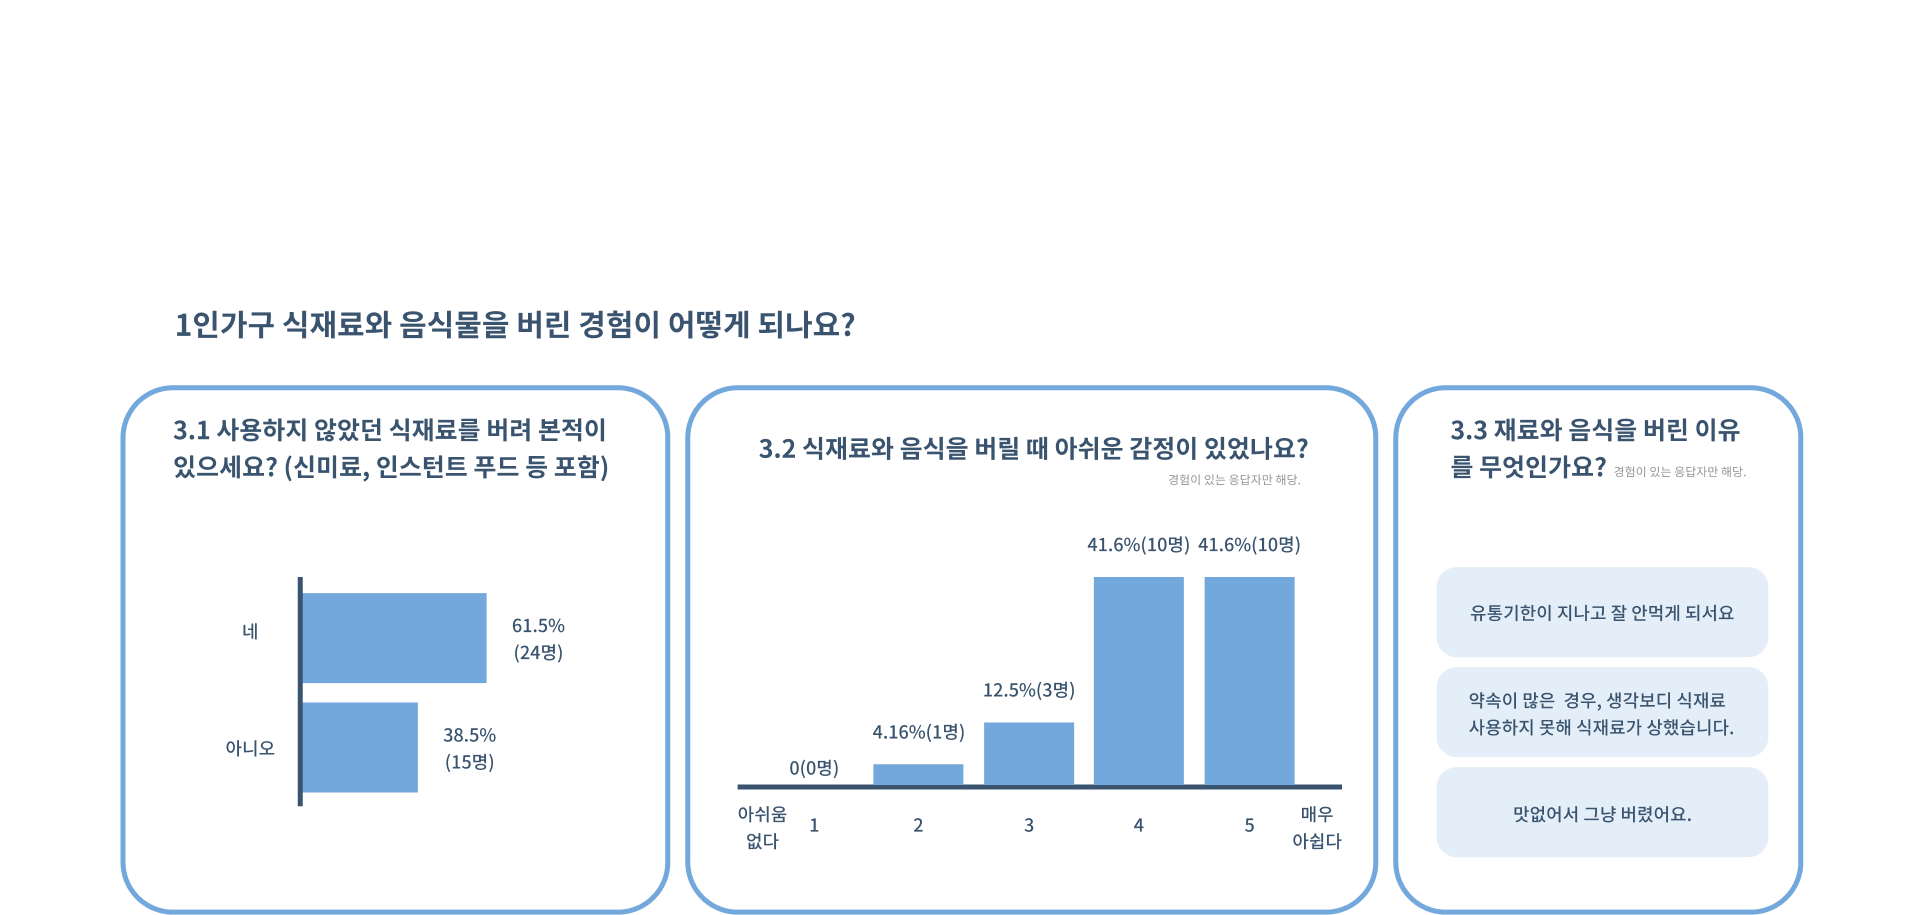 1인가구 식재료와 음식물을 버린 경험이 어떻게 되나요?
3.1 사용하지 않았던 식재료를 버려 본적이
있으세요? (신미료, 인스턴트 푸드 등 포함)
네
61.5%
(24명)
아니오
38.5%
(15명)
3.2 식재료와 음식을 버릴 때 아쉬운 감정이 있었나요?
경험이 있는 응답자만 해당.
41.6%(10명) 41.6%(10명)
12.5%(3명)
4.16%(1명)
0(0명)
아쉬움
없다
1
2
3
4
5
매우
아쉽다
3.3 재료와 음식을 버린 이유
를 무엇인가요? 경험이 있는 응답자만 해당.
유통기한이 지나고 잘 안먹게 되서요
약속이 많은 경우, 생각보디 식재료
사용하지 못해 식재료가 상했습니다.
맛없어서 그냥 버렸어요.